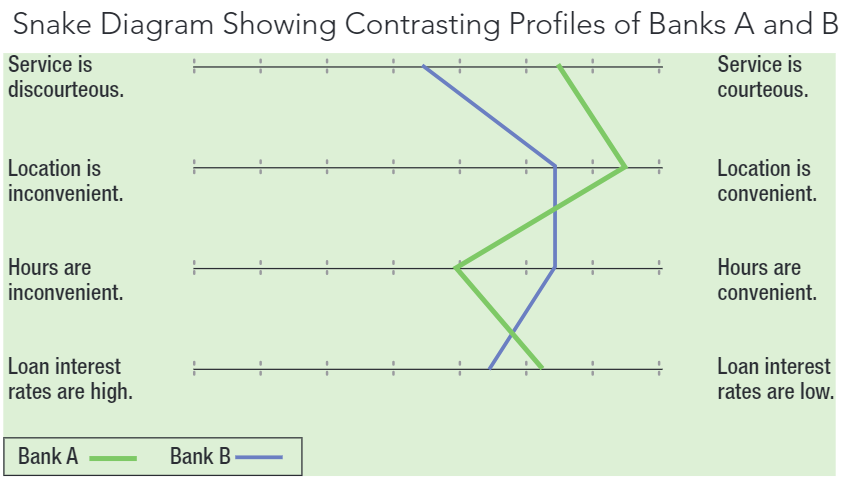 Snake Diagram Showing Contrasting Profiles of Banks A and B
Service is
discourteous.
Service is
courteous.
Location is
inconvenient.
Location is
convenient.
Hours are
inconvenient.
Hours are
convenient.
Loan interest
rates are high.
Loan interest
rates are low.
Bank A
Bank B